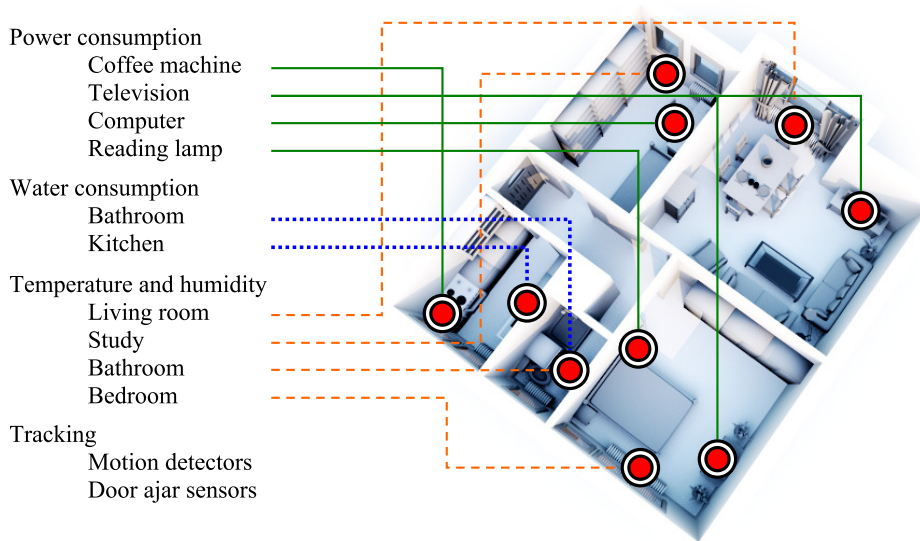 Power consumption
Coffee machine
Television
Computer
Reading lamp
Water consumption
Bathroom
Kitchen
Temperature and humidity
Living room
Study
Bathroom
Bedroom
Tracking
Motion detectors
Door ajar sensors